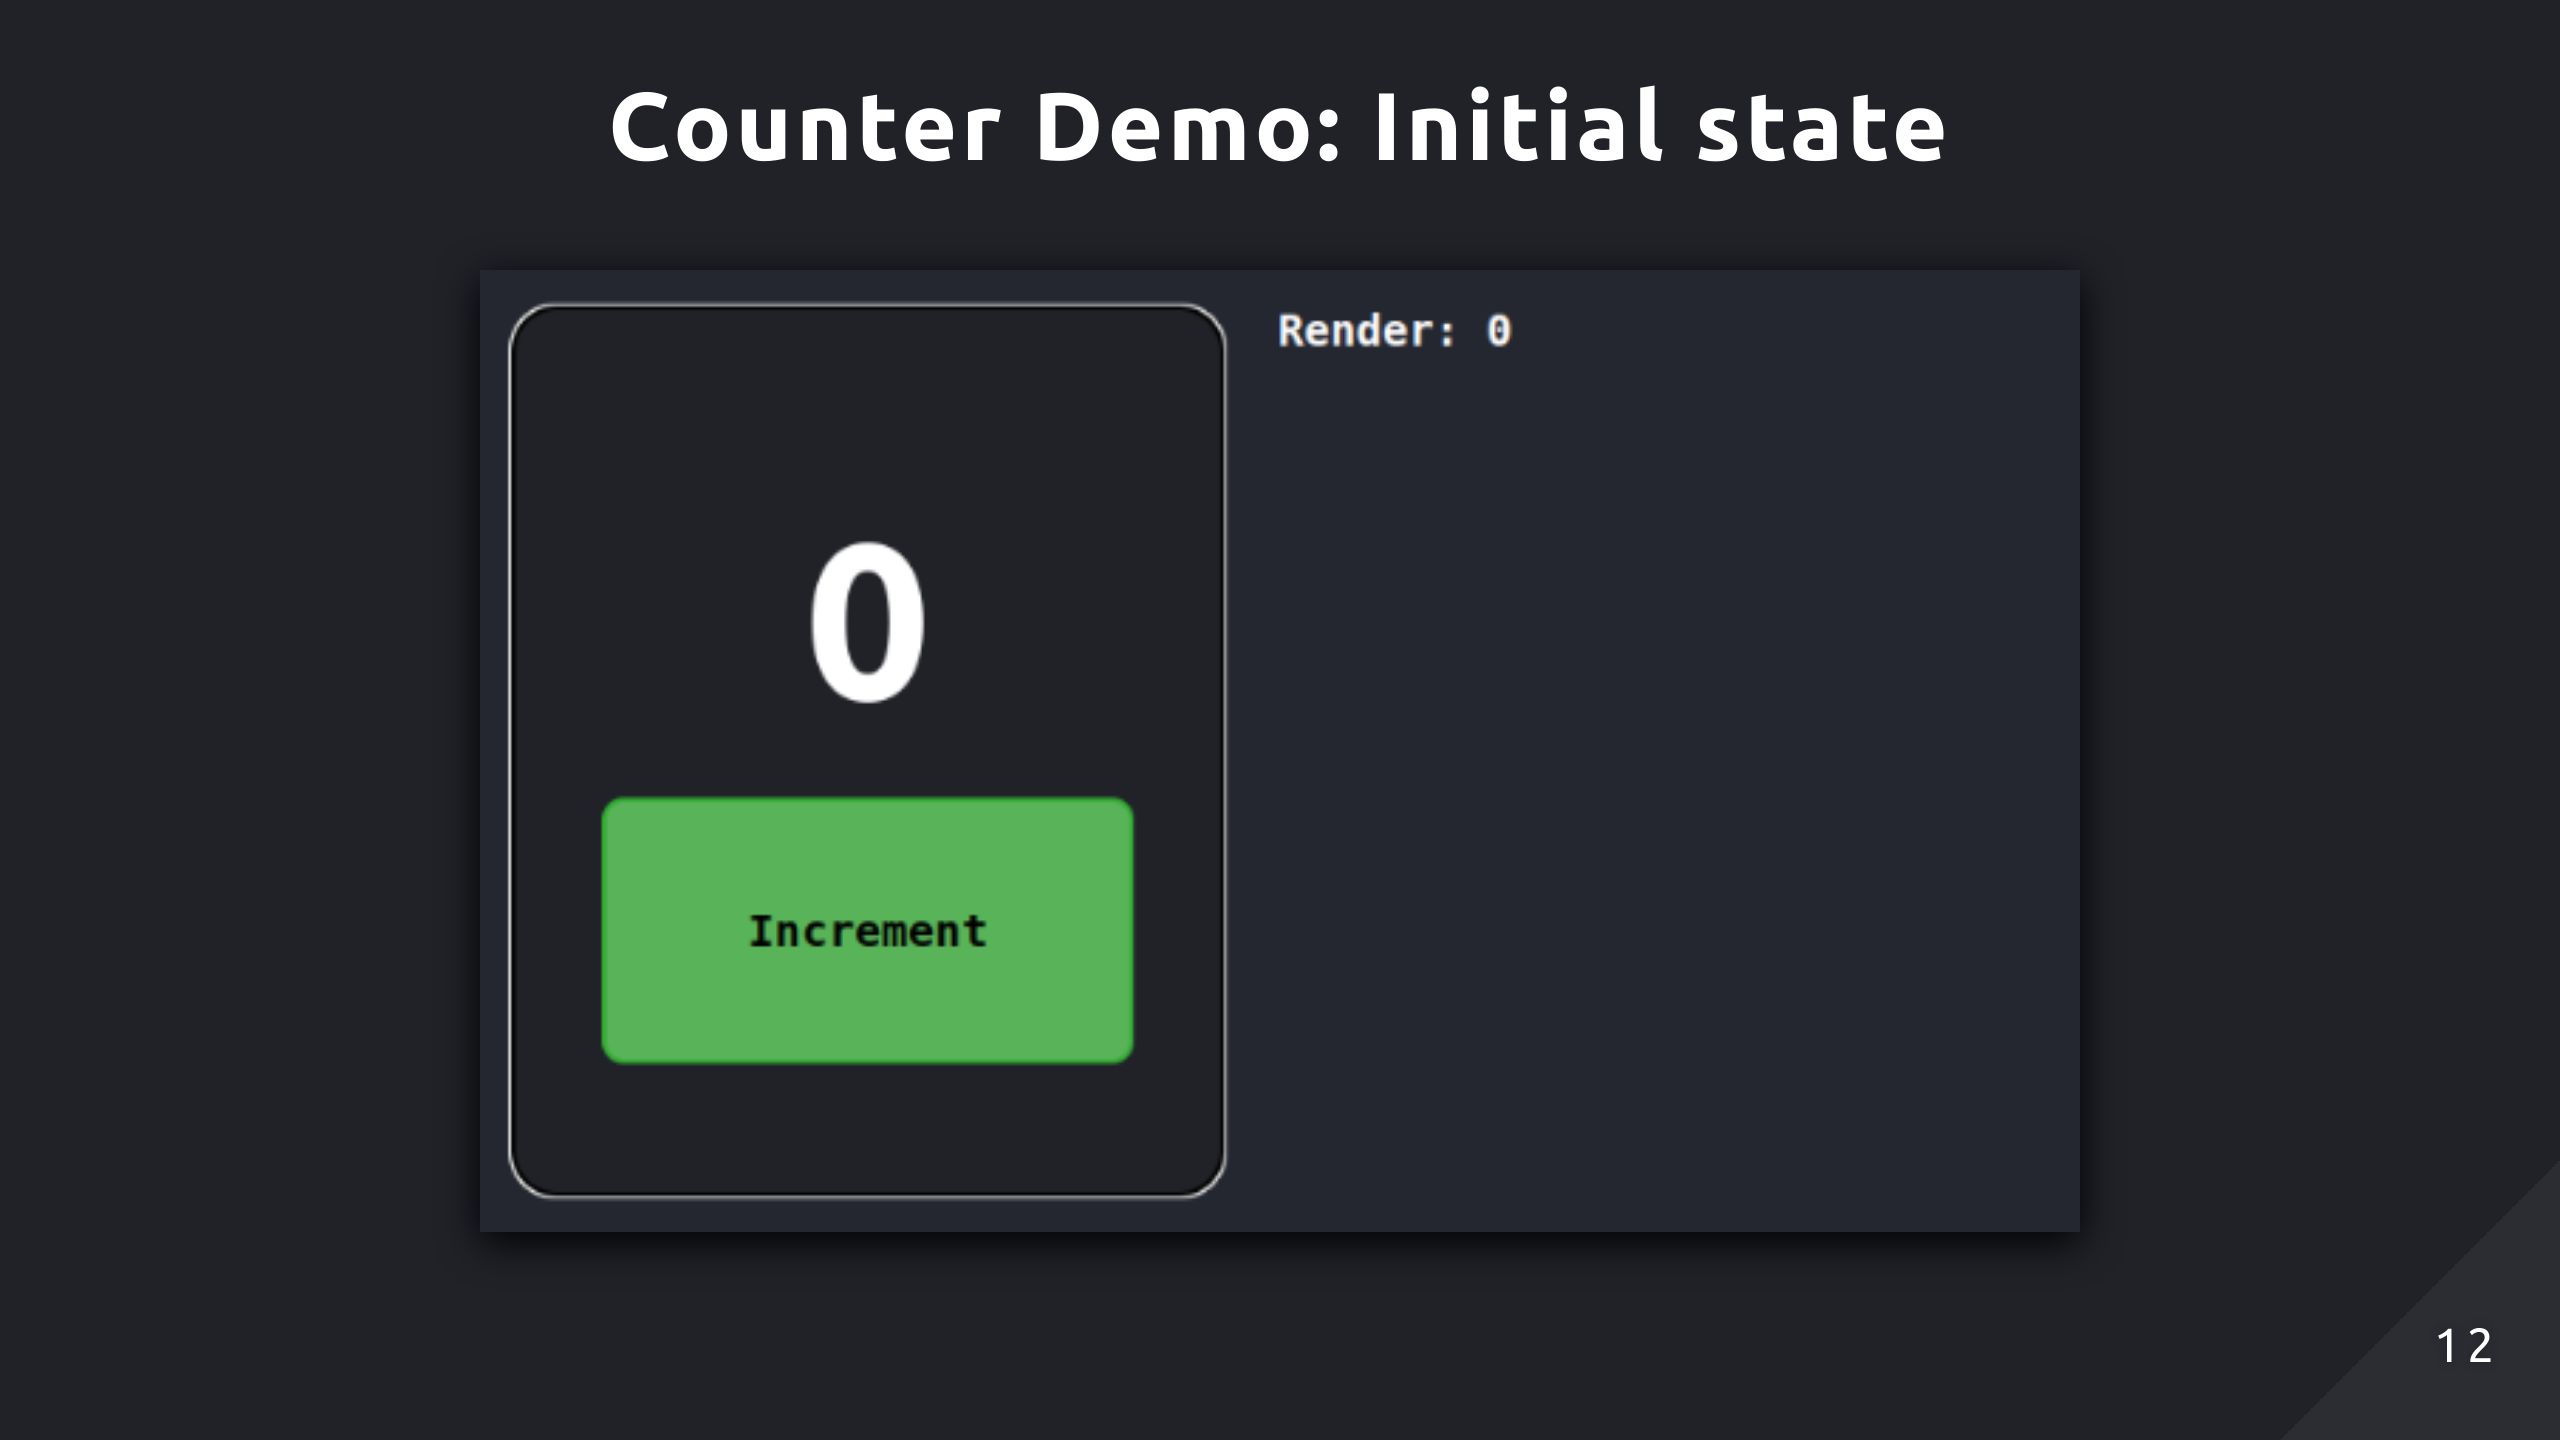 Counter Demo: Initial state
Render: 0
0
Increment
12